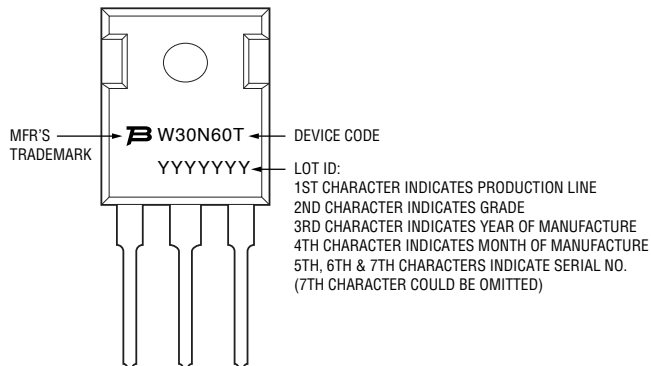 MFR'S
TRADEMARK
W30N60T
DEVICE CODE
YYYYYYY
LOT ID:
1ST CHARACTER INDICATES PRODUCTION LINE
2ND CHARACTER INDICATES GRADE
3RD CHARACTER INDICATES YEAR OF MANUFACTURE
4TH CHARACTER INDICATES MONTH OF MANUFACTURE
5TH, 6TH & 7TH CHARACTERS INDICATE SERIAL NO.
(7TH CHARACTER COULD BE OMITTED)